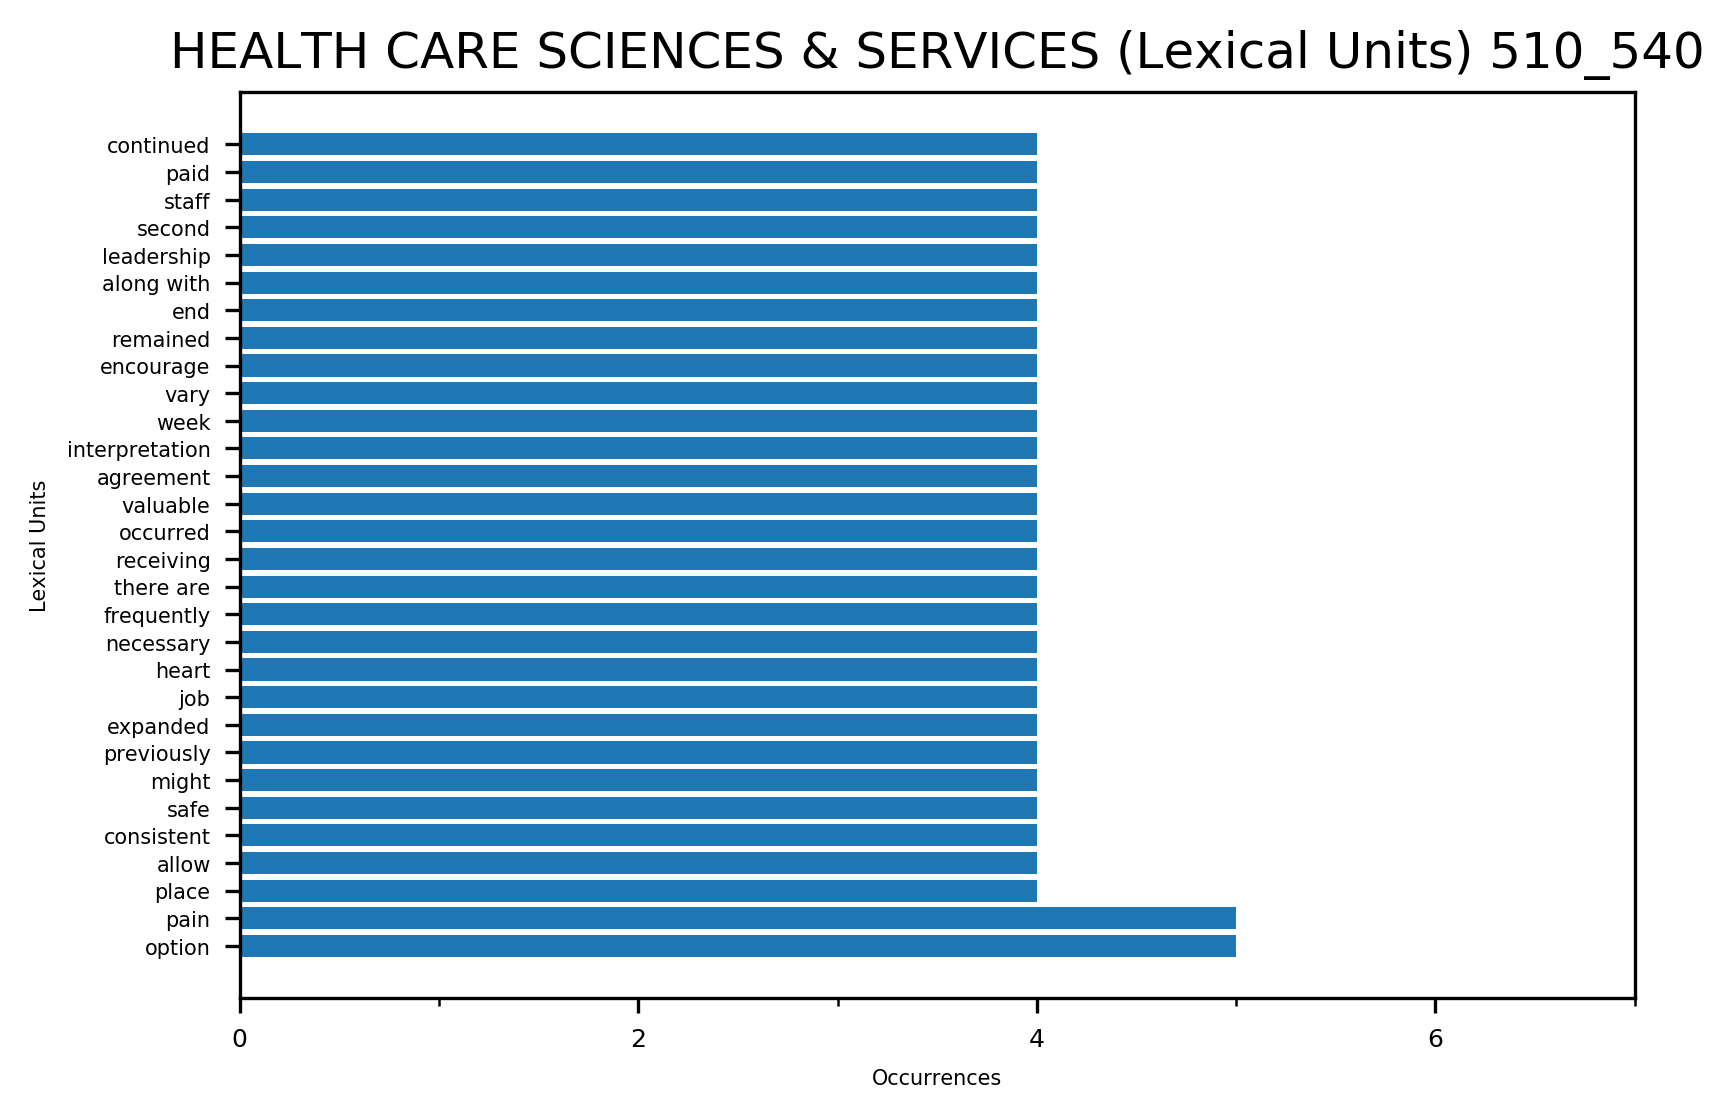 HEALTH CARE SCIENCES & SERVICES (Lexical Units) 510_540
continued
paid
staff
second
leadership
along with
end
remained
encourage
vary
week
interpretation
agreement
valuable
occurred
receiving
there are
frequently
necessary
heart
job
expanded
previously
might
safe
consistent
allow
place
pain
option
Lexical Units
0 2 4 6
Occurrences